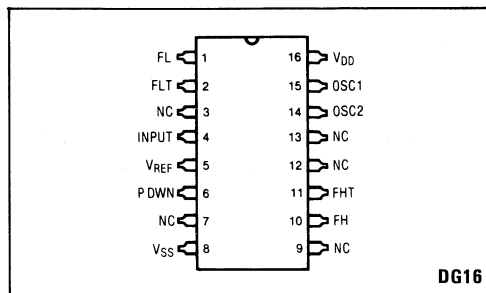 FL 1 16 VDD
FLT 2 15 OSC1
NC 3 14 OSC2
INPUT 4 13 NC
VREF 5 12 NC
PDWN 6 11 FHT
NC 7 10 FH
VSS 8 9 NC
DG16